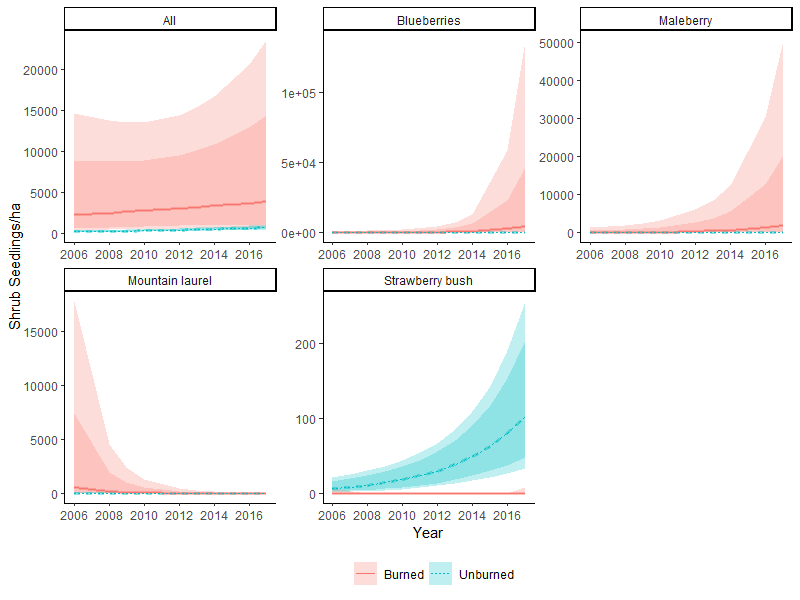 All
Blueberries
Maleberry
20000
15000
10000
5000
0
1e+05
5e+04
0e+00
50000
40000
30000
20000
10000
0
2006 2008 2010 2012 2014 2016
2006 2008 2010 2012 2014 2016
2006 2008 2010 2012 2014 2016
Shrub Seedlings/ha
Mountain laurel
Strawberry bush
15000
10000
5000
0
200
100
0
2006 2008 2010 2012 2014 2016
2006 2008 2010 2012 2014 2016
Year
Burned
Unburned